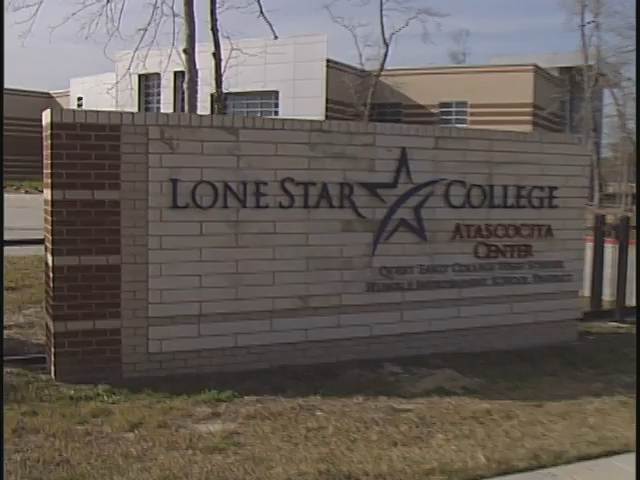 LONE STAR COLLEGE
ATASCOCITA
CENTER
QUEST EARLY COLLEGE HIGH SCHOOL
HUMBLE INDEPENDENT SCHOOL DISTRICT